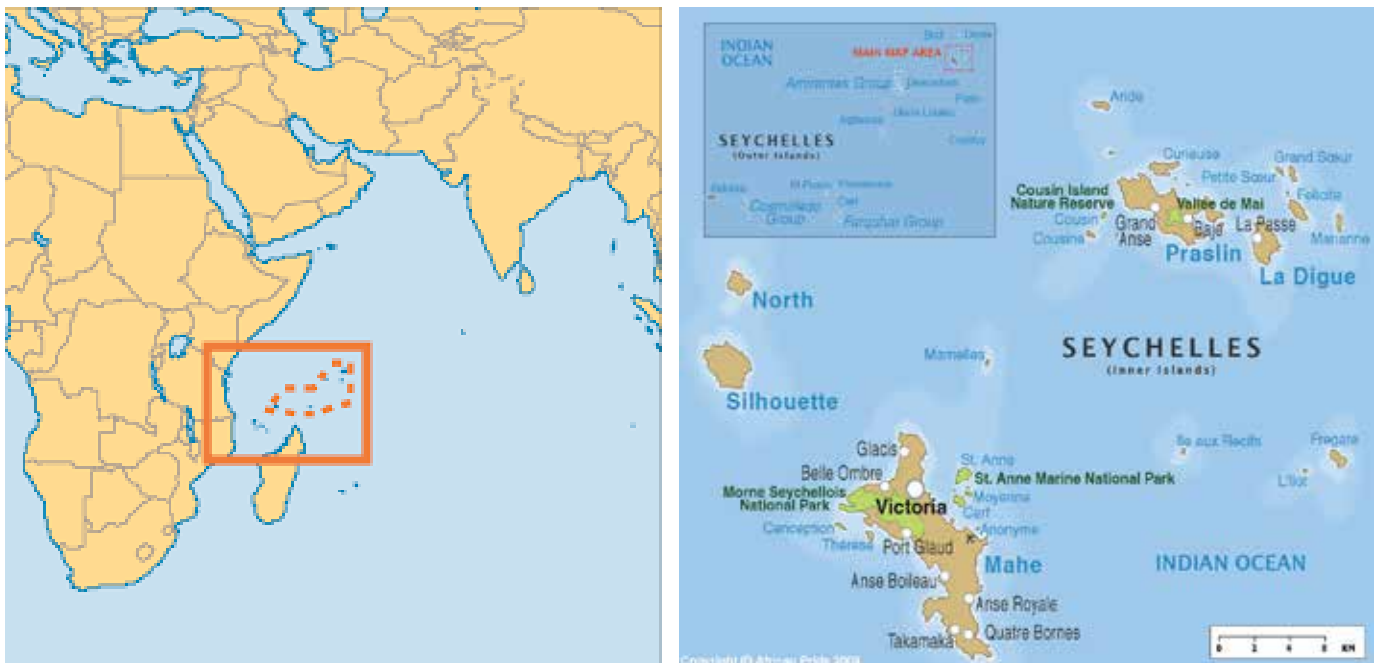 INDIAN
OCEAN
MAIN MAP AREA
Amirantes Group
SEYCHELLES
(Outer Islands)
Cosmoledo
Group
Farquhar Group
Aride
Curieuse
Grand Sœur
Petite Sœur
Cousin Island
Nature Reserve
Vallée de Mai
Félicité
Cousin
Grand
Anse
Baie
La Passe
Cousine
Marianne
Praslin
La Digue
North
SEYCHELLES
(Inner Islands)
Mamelles
Silhouette
Glacis
Ile aux Recifs
Fregate
Belle Ombre
St. Anne
St. Anne Marine National Park
L'Ilot
Morne Seychellois
National Park
Victoria
Moyenne
Cerf
Conception
Anonyme
Thérèse
Port Glaud
Mahe
INDIAN OCEAN
Anse Boileau
Anse Royale
Takamaka
Quatre Bornes
0 2 4 6 KM